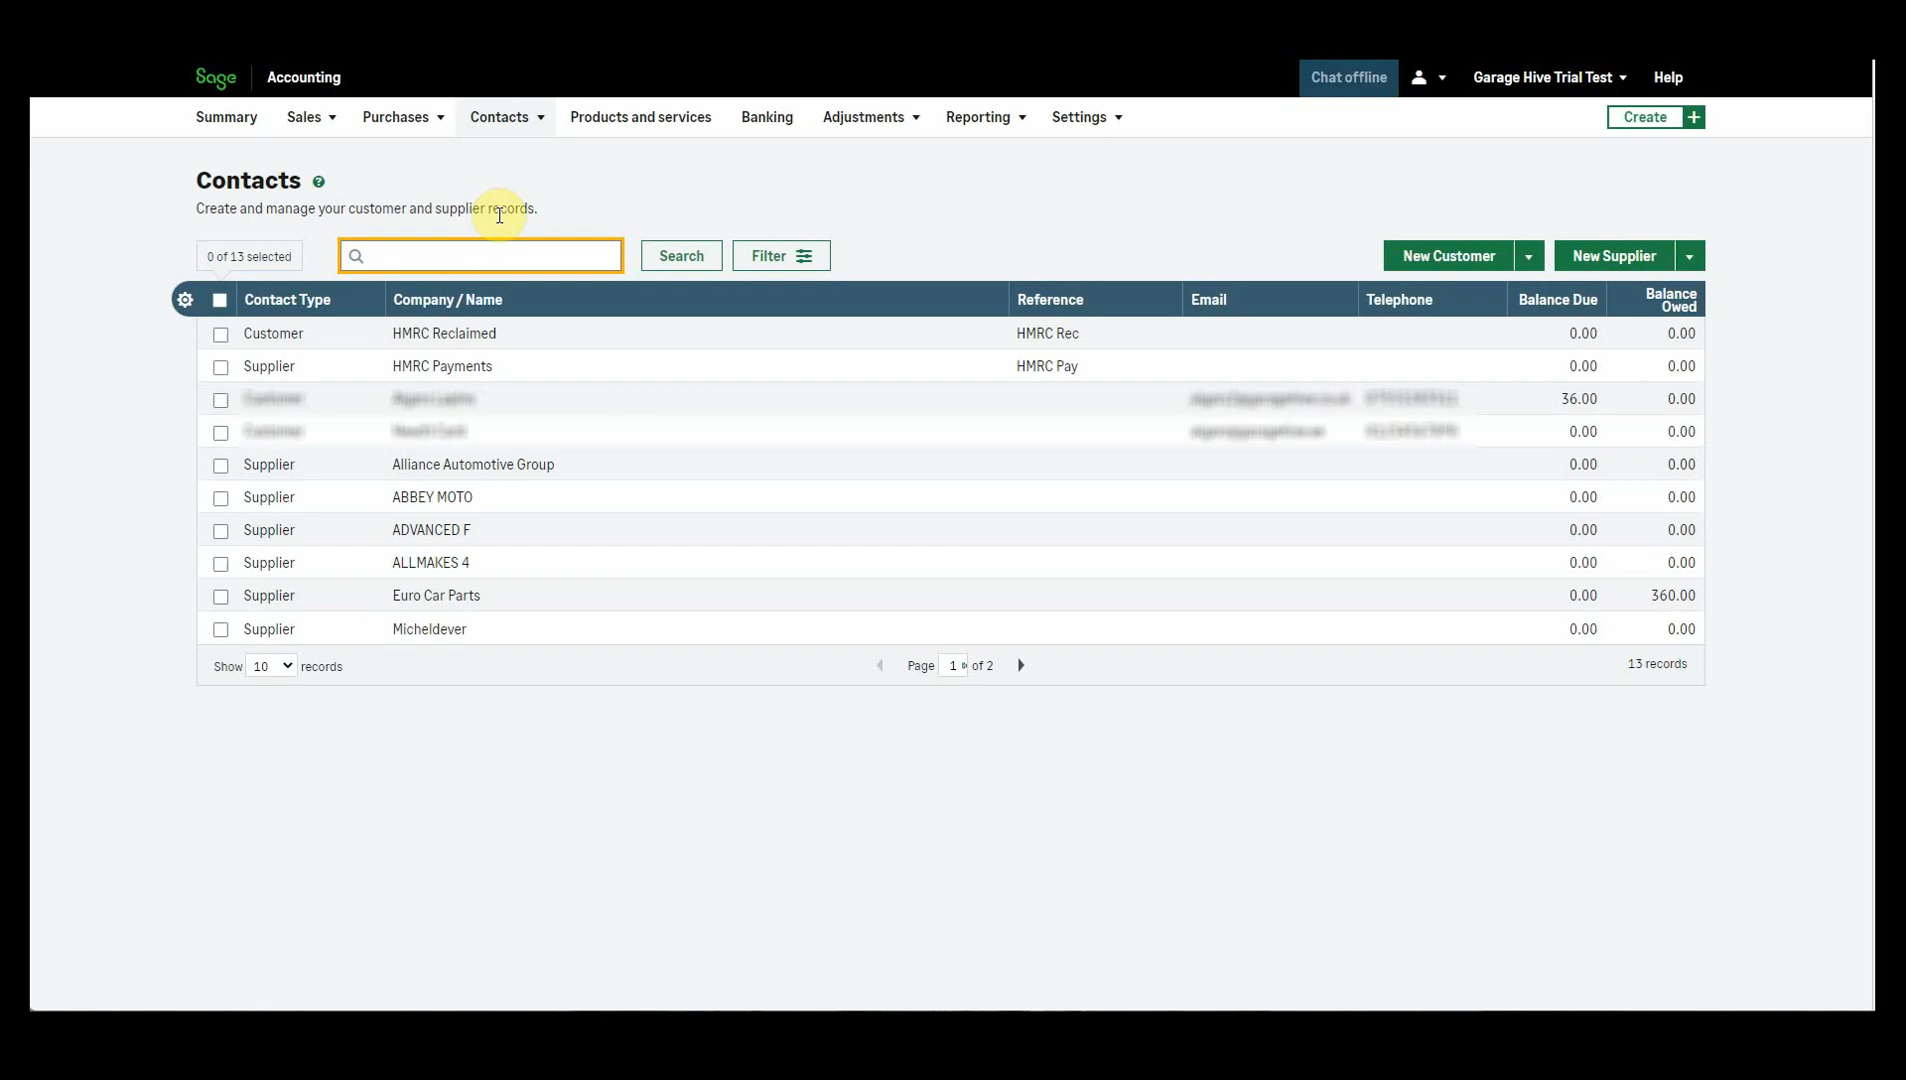 Sage Accounting Chat offline Garage Hive Trial Test Help
Summary Sales Purchases Contacts Products and services Banking Adjustments Reporting Settings Create
Contacts
Create and manage your customer and supplier records.
0 of 13 selected Search Filter New Customer New Supplier
Contact Type Company / Name Reference Email Telephone Balance Due Balance Owed
Customer HMRC Reclaimed HMRC Rec 0.00 0.00
Supplier HMRC Payments HMRC Pay 0.00 0.00
36.00 0.00
0.00 0.00
Supplier Alliance Automotive Group 0.00 0.00
Supplier ABBEY MOTO 0.00 0.00
Supplier ADVANCED F 0.00 0.00
Supplier ALLMAKES 4 0.00 0.00
Supplier Euro Car Parts 0.00 360.00
Supplier Micheldever 0.00 0.00
Show 10 records Page 1 of 2 13 records